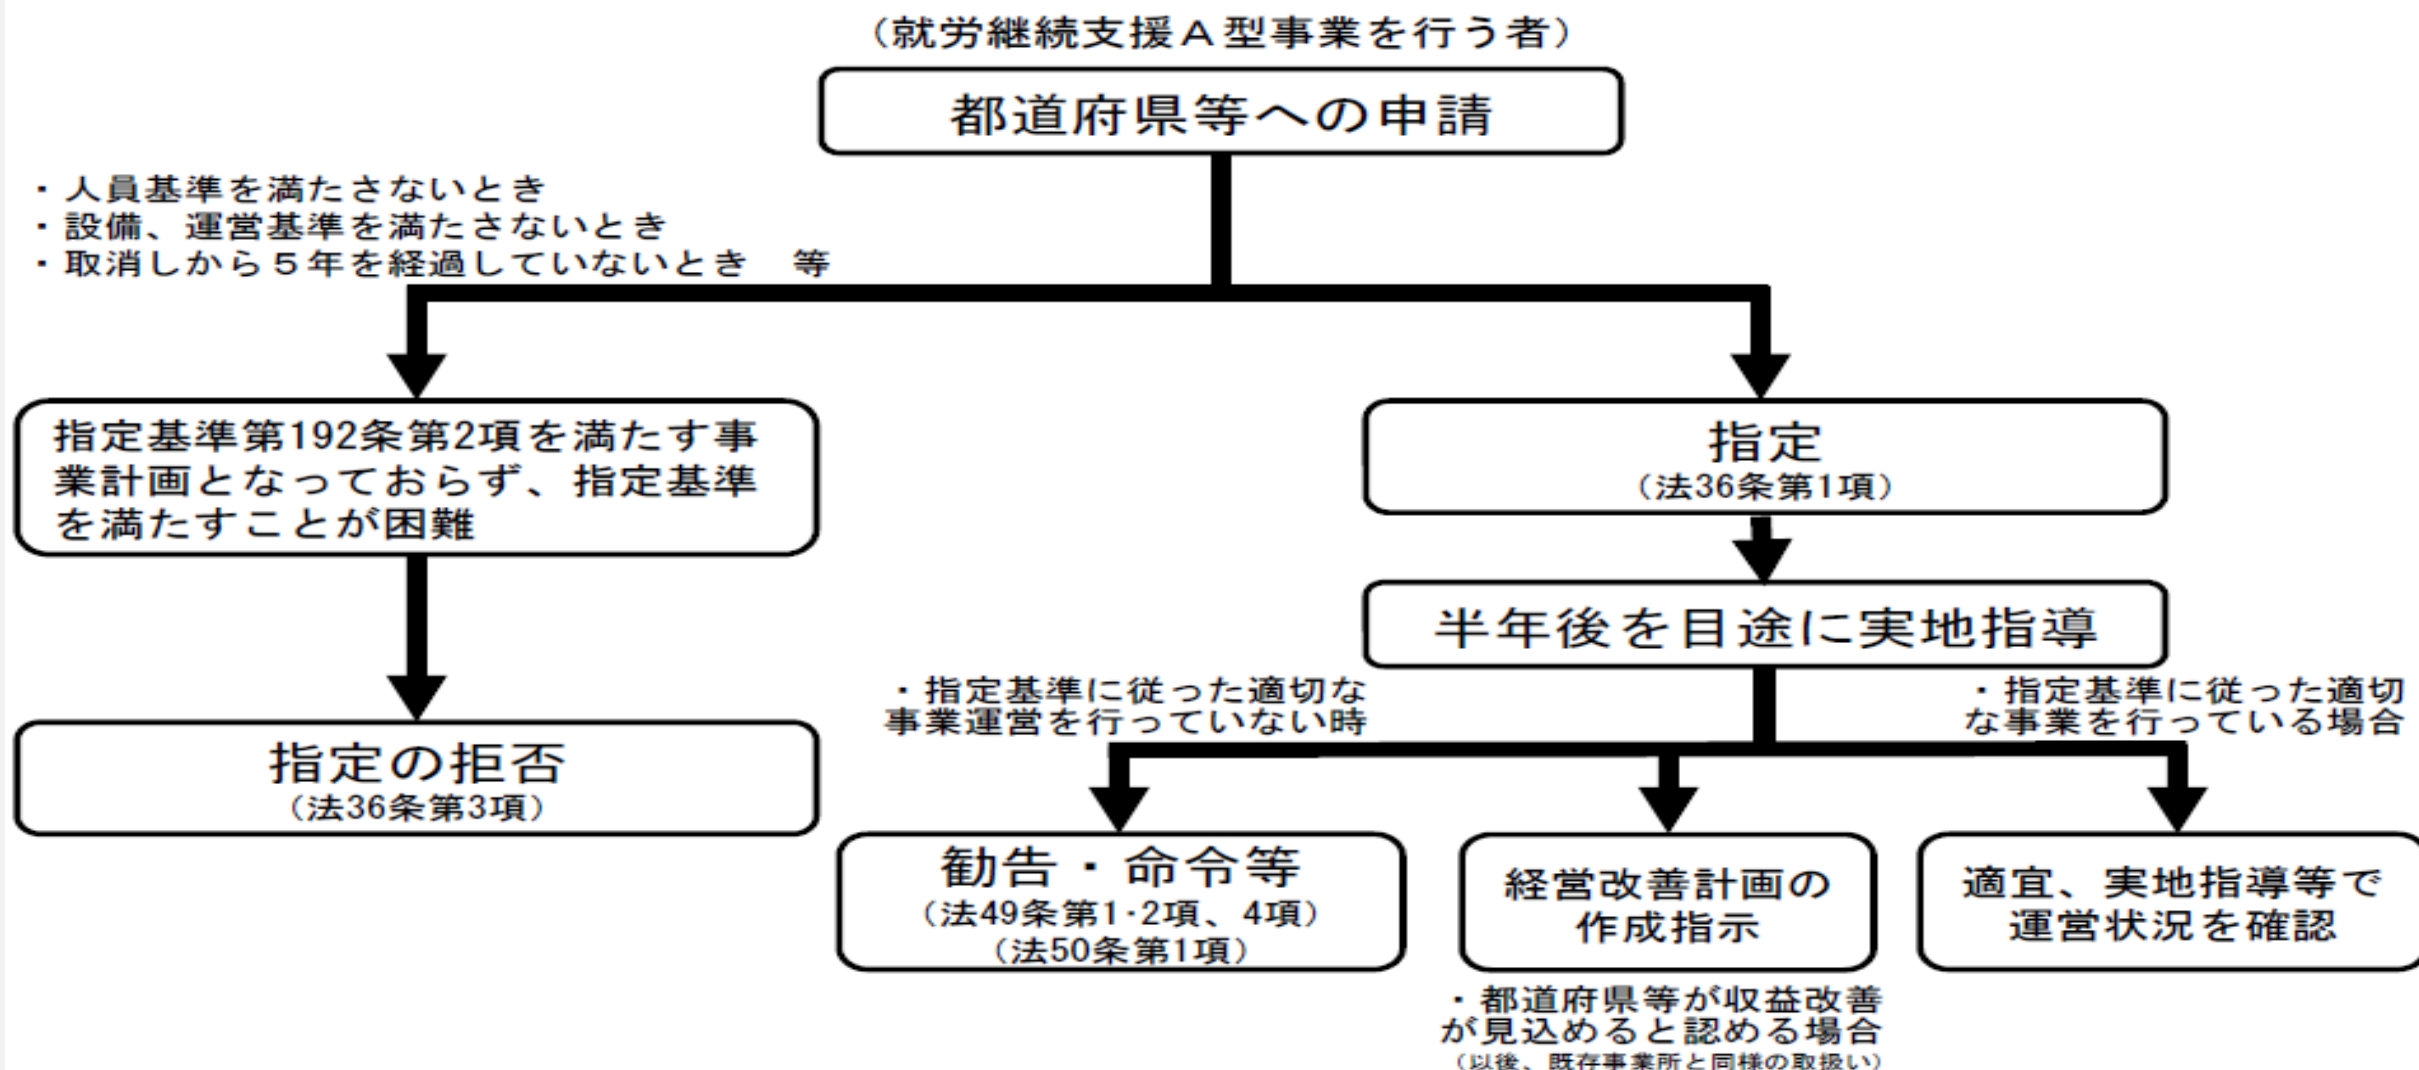 （就労継続支援Ａ型事業を行う者）
都道府県等への申請
・人員基準を満たさないとき
・設備、運営基準を満たさないとき
・取消しから５年を経過していないとき　等
指定基準第192条第2項を満たす事
業計画となっておらず、指定基準
を満たすことが困難
指定
（法36条第1項）
半年後を目途に実地指導
・指定基準に従った適切な
事業運営を行っていない時
・指定基準に従った適切
な事業を行っている場合
指定の拒否
（法36条第3項）
勧告・命令等
（法49条第1･2項、4項）
（法50条第1項）
経営改善計画の
作成指示
適宜、実地指導等で
運営状況を確認
・都道府県等が収益改善
が見込めると認める場合
（以後、既存事業所と同様の取扱い）